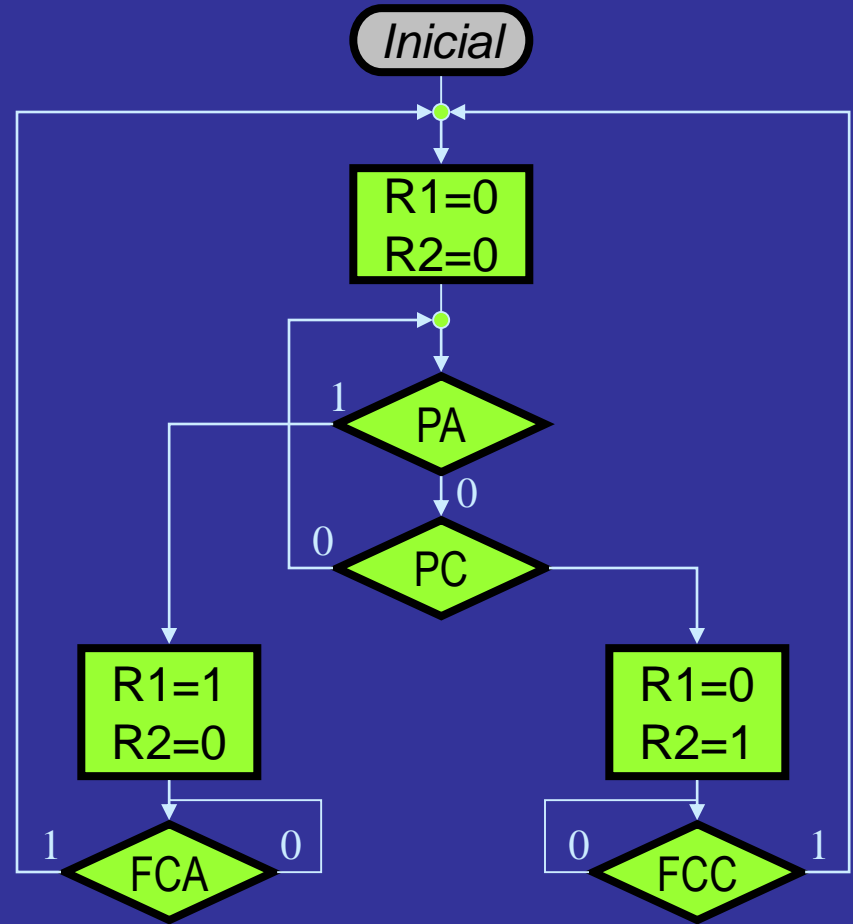 Inicial
R1=0
R2=0
1
PA
0
0
PC
R1=1
R2=0
R1=0
R2=1
1
FCA
0
0
FCC
1